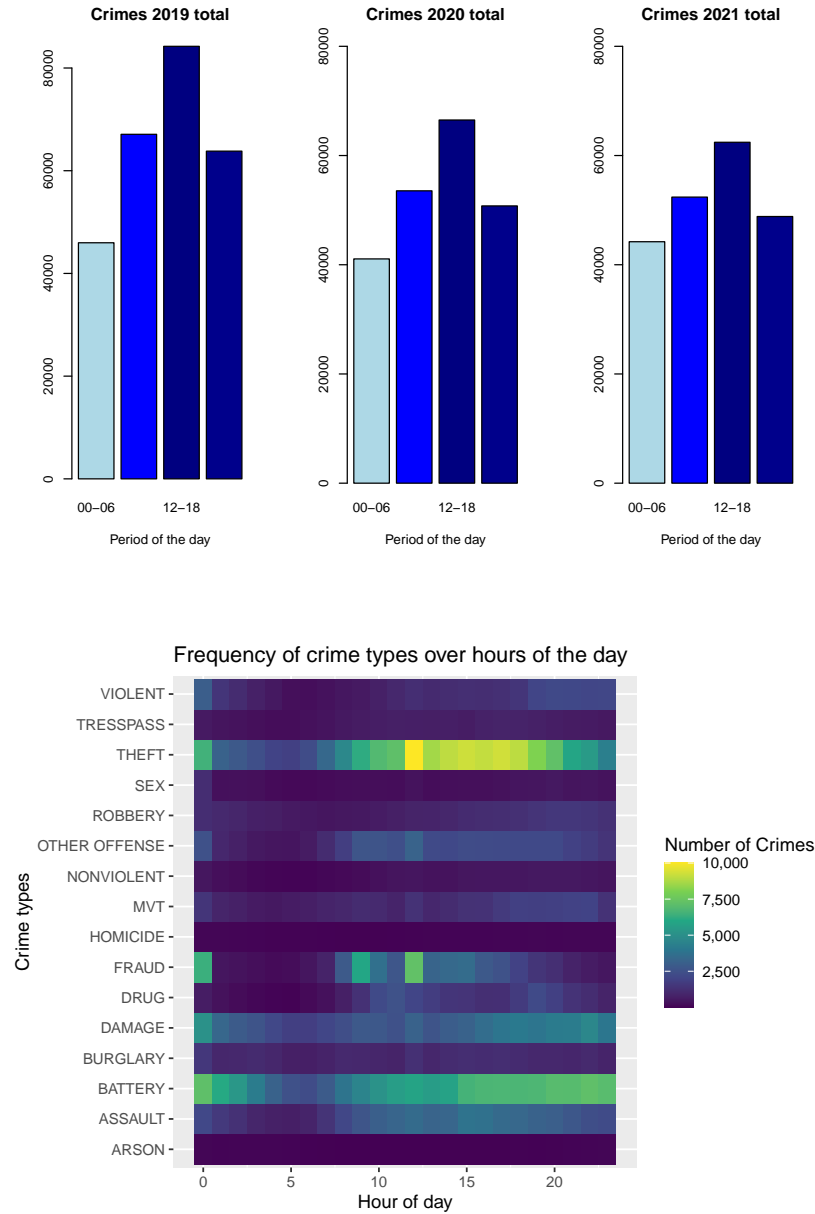 Crimes 2019 total
80000
60000
40000
20000
0
00−06 12−18
Period of the day
Crimes 2020 total
80000
60000
40000
20000
0
00−06 12−18
Period of the day
Crimes 2021 total
80000
60000
40000
20000
0
00−06 12−18
Period of the day
Frequency of crime types over hours of the day
Crime types
VIOLENT
TRESSPASS
THEFT
SEX
ROBBERY
OTHER OFFENSE
NONVIOLENT
MVT
HOMICIDE
FRAUD
DRUG
DAMAGE
BURGLARY
BATTERY
ASSAULT
ARSON
0 5 10 15 20
Hour of day
Number of Crimes
10,000
7,500
5,000
2,500